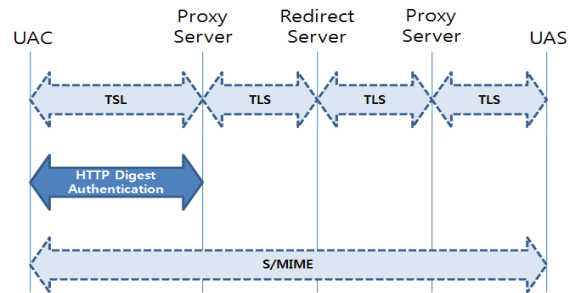 UAC
Proxy
Server
Redirect
Server
Proxy
Server
UAS
TSL
TLS
TLS
TLS
HTTP Digest
Authentication
S/MIME